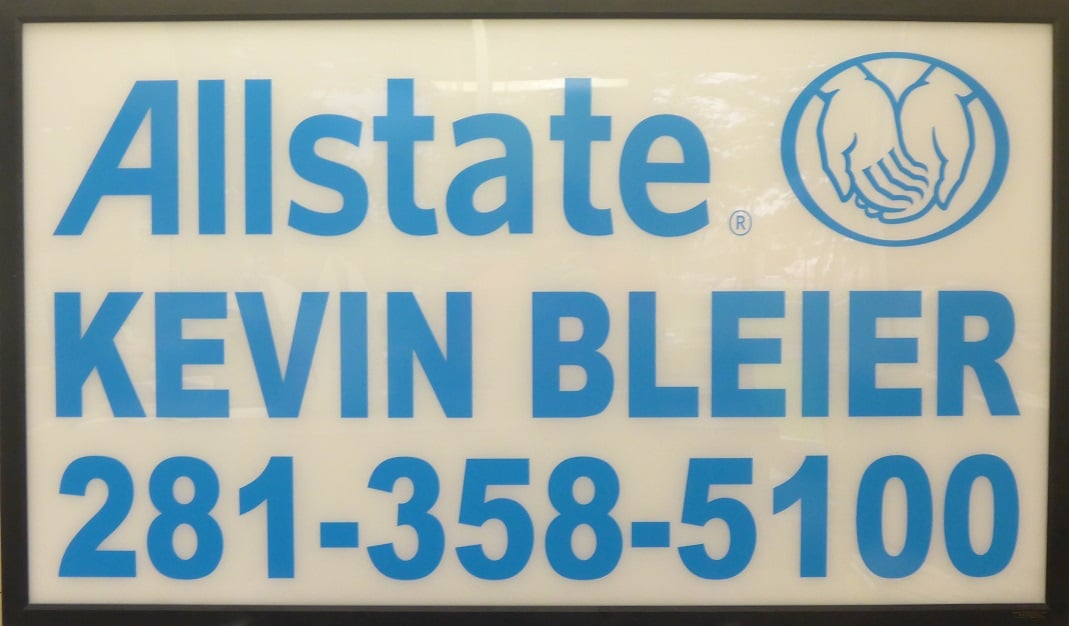 Allstate®
KEVIN BLEIER
281-358-5100